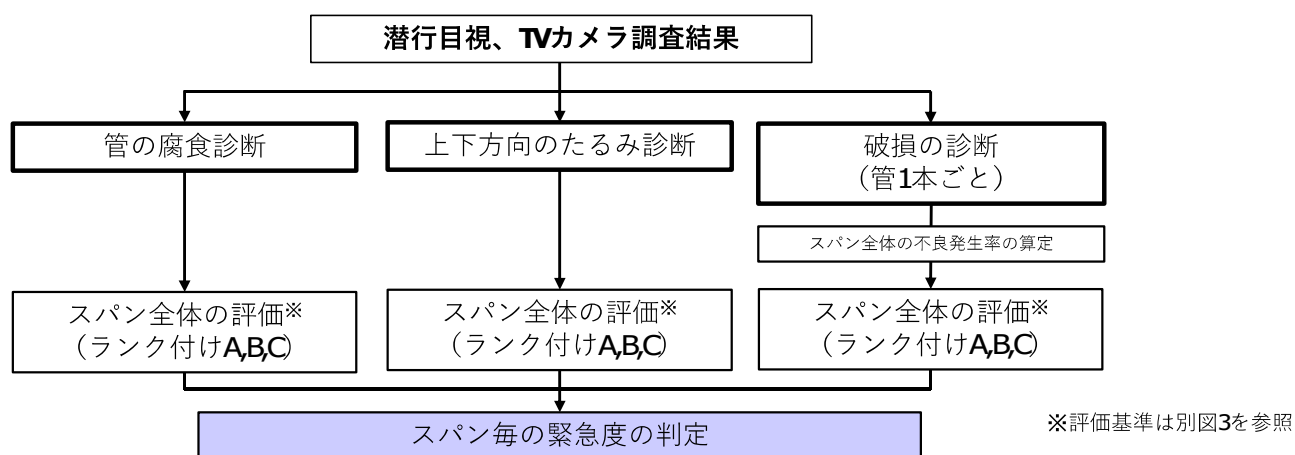 潜行目視、TVカメラ調査結果
管の腐食診断
上下方向のたるみ診断
破損の診断
（管1本ごと）
スパン全体の不良発生率の算定
スパン全体の評価※
（ランク付けA,B,C）
スパン全体の評価※
（ランク付けA,B,C）
スパン全体の評価※
（ランク付けA,B,C）
スパン毎の緊急度の判定
※評価基準は別図3を参照